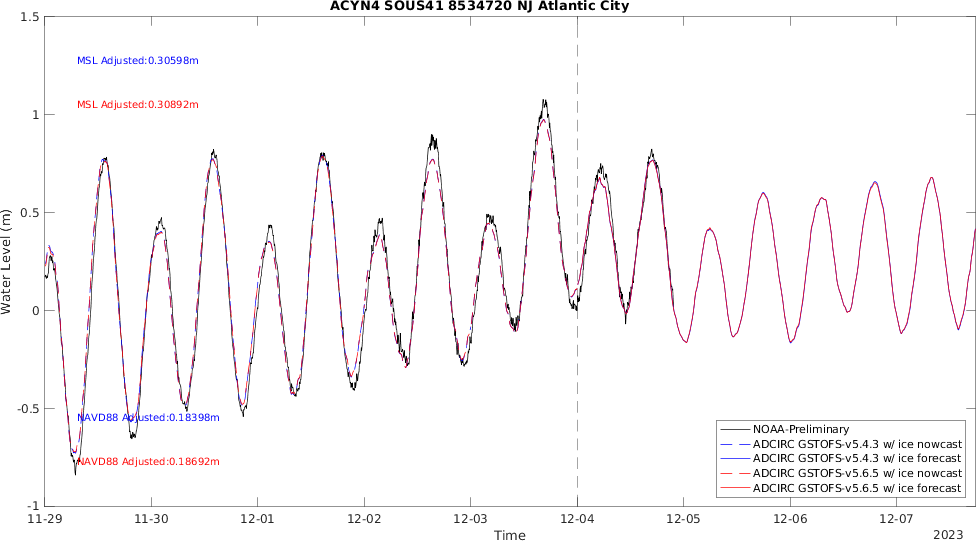 ACYN4 SOUS41 8534720 NJ Atlantic City
1.5
1
0.5
0
-0.5
-1
Water Level (m)
MSL Adjusted:0.30598m
MSL Adjusted:0.30892m
NAVD88 Adjusted:0.18398m
NAVD88 Adjusted:0.18692m
NOAA-Preliminary
ADCIRC GSTOFS-v5.4.3 w/ ice nowcast
ADCIRC GSTOFS-v5.4.3 w/ ice forecast
ADCIRC GSTOFS-v5.6.5 w/ ice nowcast
ADCIRC GSTOFS-v5.6.5 w/ ice forecast
11-29 11-30 12-01 12-02 12-03 12-04 12-05 12-06 12-07
Time
2023